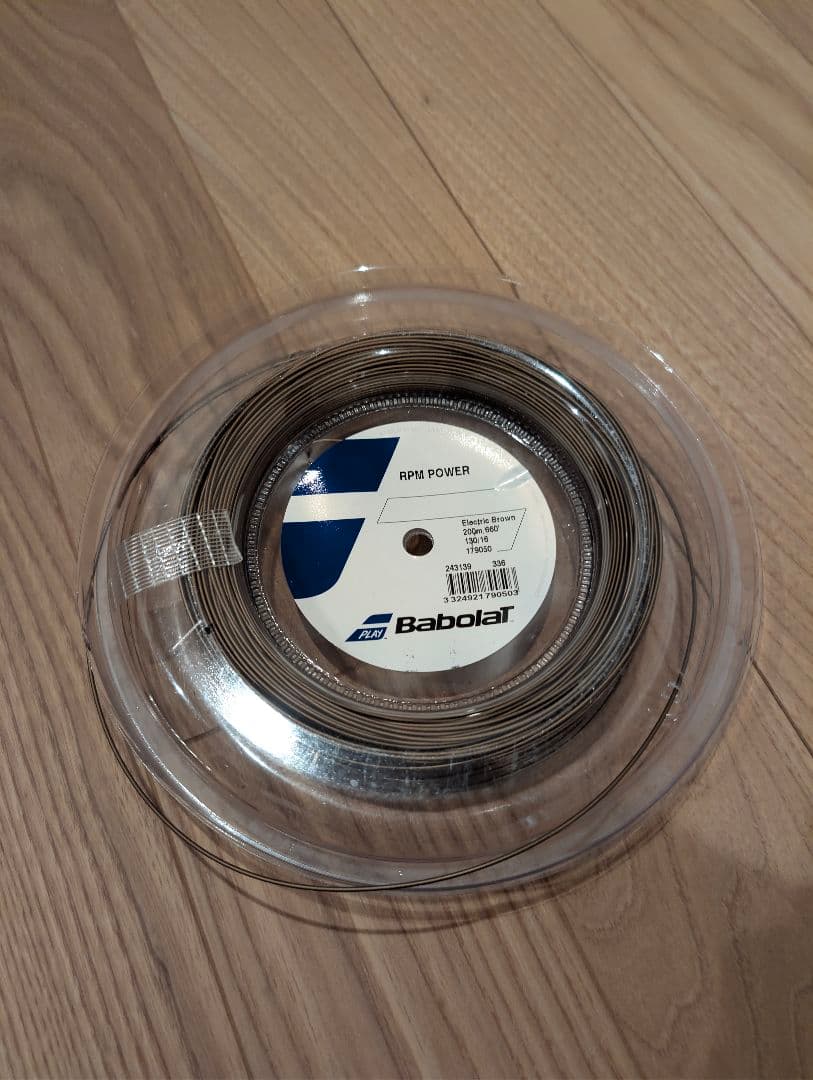 RPM POWER
Electric Brown
200m, 660'
130/16
179050
243139 336
3 324921 790503
PLAY BabolaT